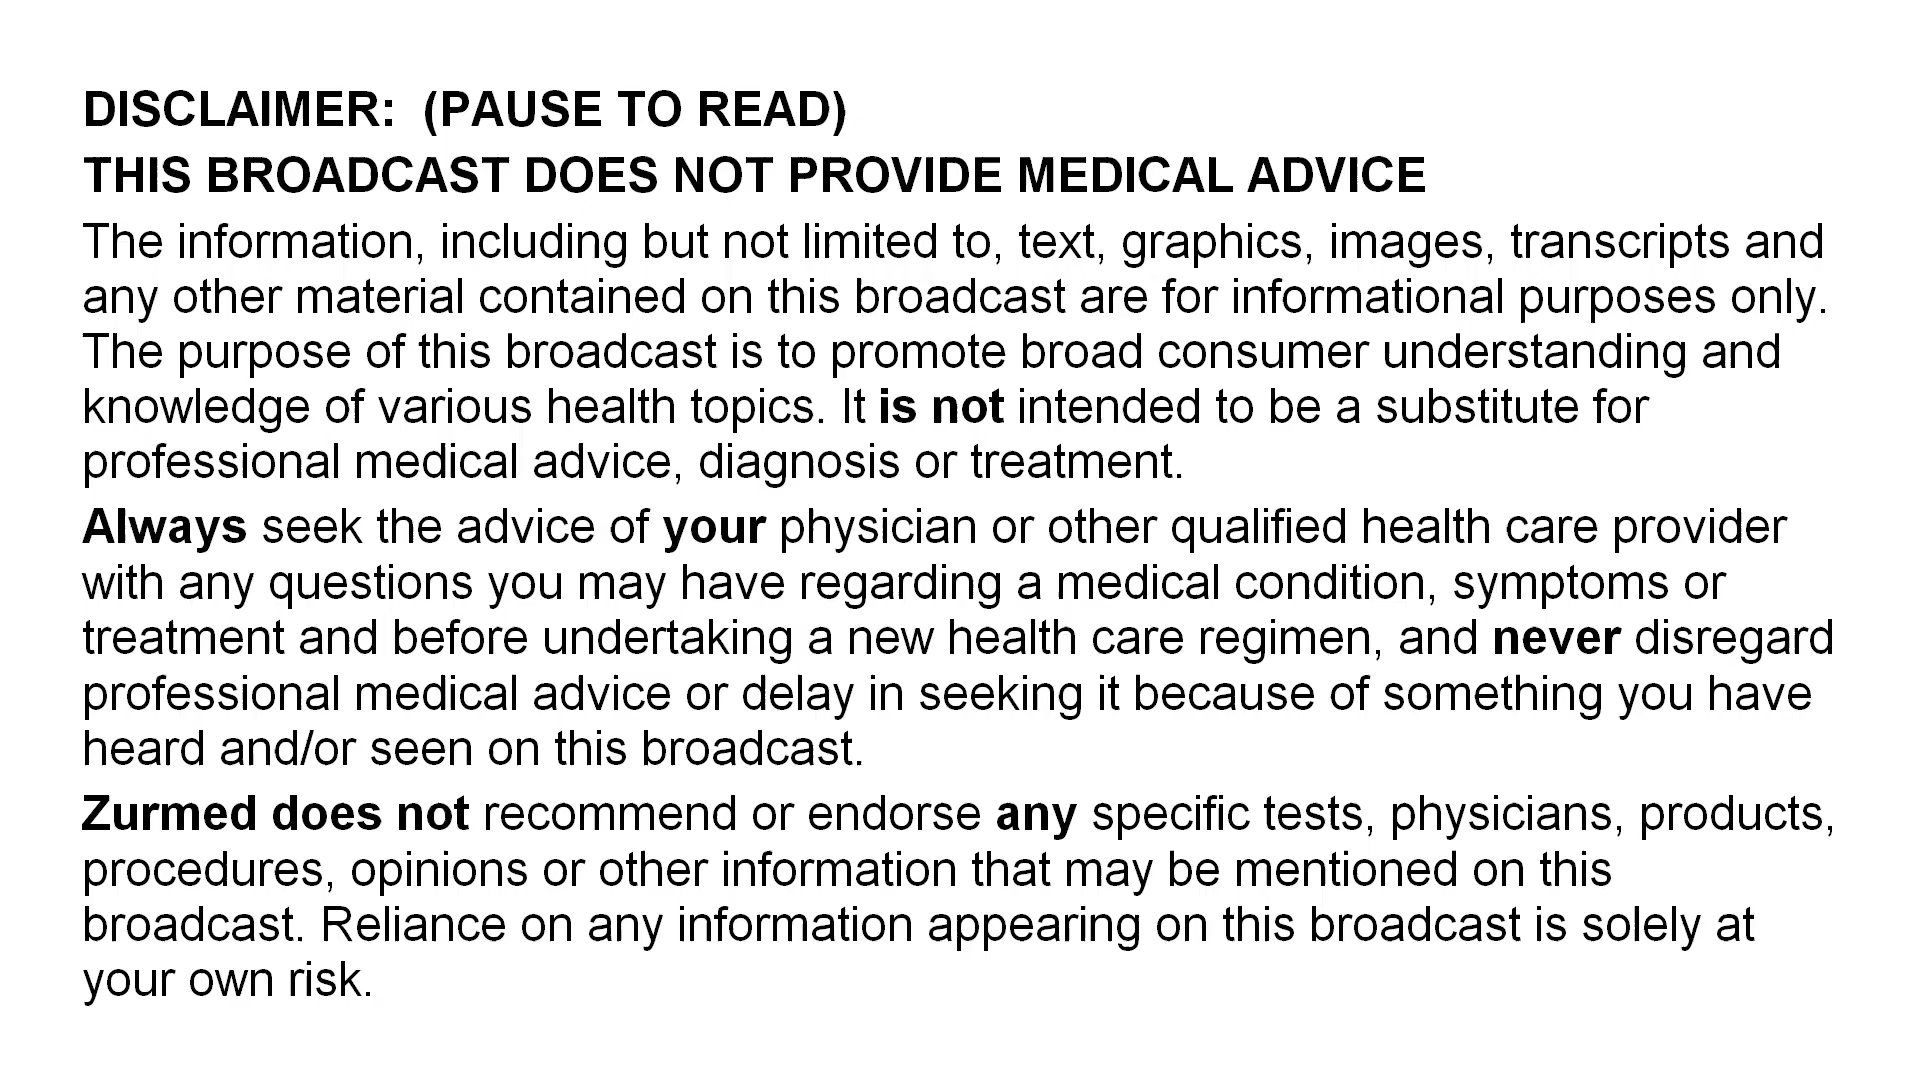 DISCLAIMER:  (PAUSE TO READ)
THIS BROADCAST DOES NOT PROVIDE MEDICAL ADVICE
The information, including but not limited to, text, graphics, images, transcripts and
any other material contained on this broadcast are for informational purposes only.
The purpose of this broadcast is to promote broad consumer understanding and
knowledge of various health topics. It is not intended to be a substitute for
professional medical advice, diagnosis or treatment.
Always seek the advice of your physician or other qualified health care provider
with any questions you may have regarding a medical condition, symptoms or
treatment and before undertaking a new health care regimen, and never disregard
professional medical advice or delay in seeking it because of something you have
heard and/or seen on this broadcast.
Zurmed does not recommend or endorse any specific tests, physicians, products,
procedures, opinions or other information that may be mentioned on this
broadcast. Reliance on any information appearing on this broadcast is solely at
your own risk.